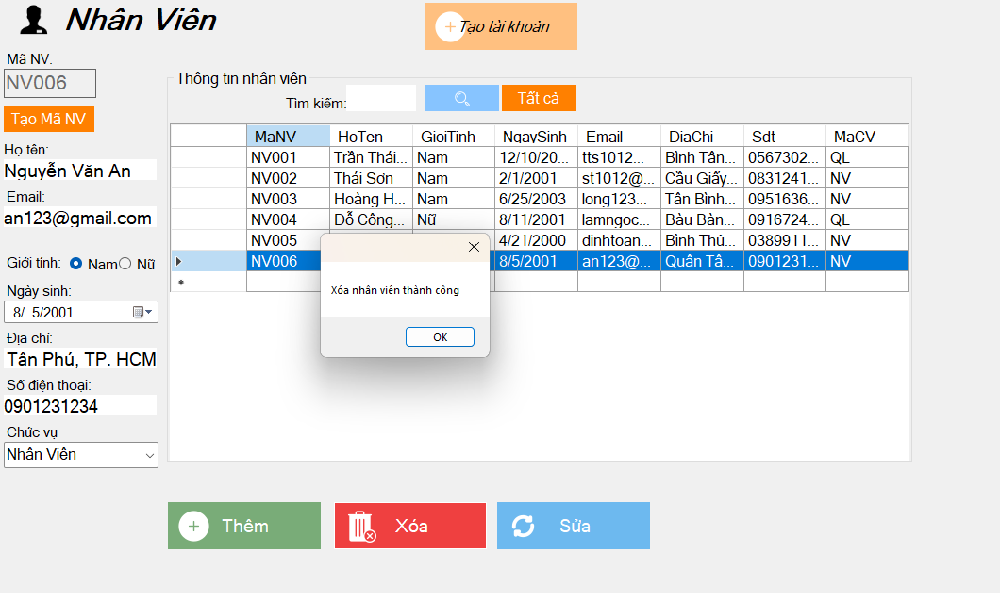 Nhân Viên
Tạo tài khoản
Mã NV:
NV006
Tạo Mã NV
Họ tên:
Nguyễn Văn An
Email:
an123@gmail.com
Giới tính: Nam Nữ
Ngày sinh:
8/ 5/2001
Địa chỉ:
Tân Phú, TP. HCM
Số điện thoại:
0901231234
Chức vụ
Nhân Viên
Thông tin nhân viên
Tìm kiếm:
Tất cả
MaNV HoTen GioiTinh NgaySinh Email DiaChi Sdt MaCV
NV001 Trần Thái... Nam 12/10/20... tts1012... Bình Tân... 0567302... QL
NV002 Thái Sơn Nam 2/1/2001 st1012@... Cầu Giấy... 0831241... NV
NV003 Hoàng H... Nam 6/25/2003 long123... Tân Bình... 0951636... NV
NV004 Đỗ Công... Nữ 8/11/2001 lamngoc... Bàu Bàn... 0916724... QL
NV005 4/21/2000 dinhtoan... Bình Thủ... 0389911... NV
NV006 8/5/2001 an123@... Quận Tâ... 0901231... NV
Xóa nhân viên thành công
OK
Thêm
Xóa
Sửa